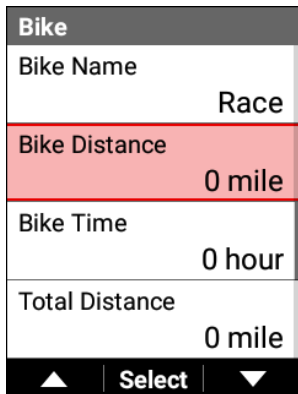 Bike
Bike Name
Race
Bike Distance
0 mile
Bike Time
0 hour
Total Distance
0 mile
Select